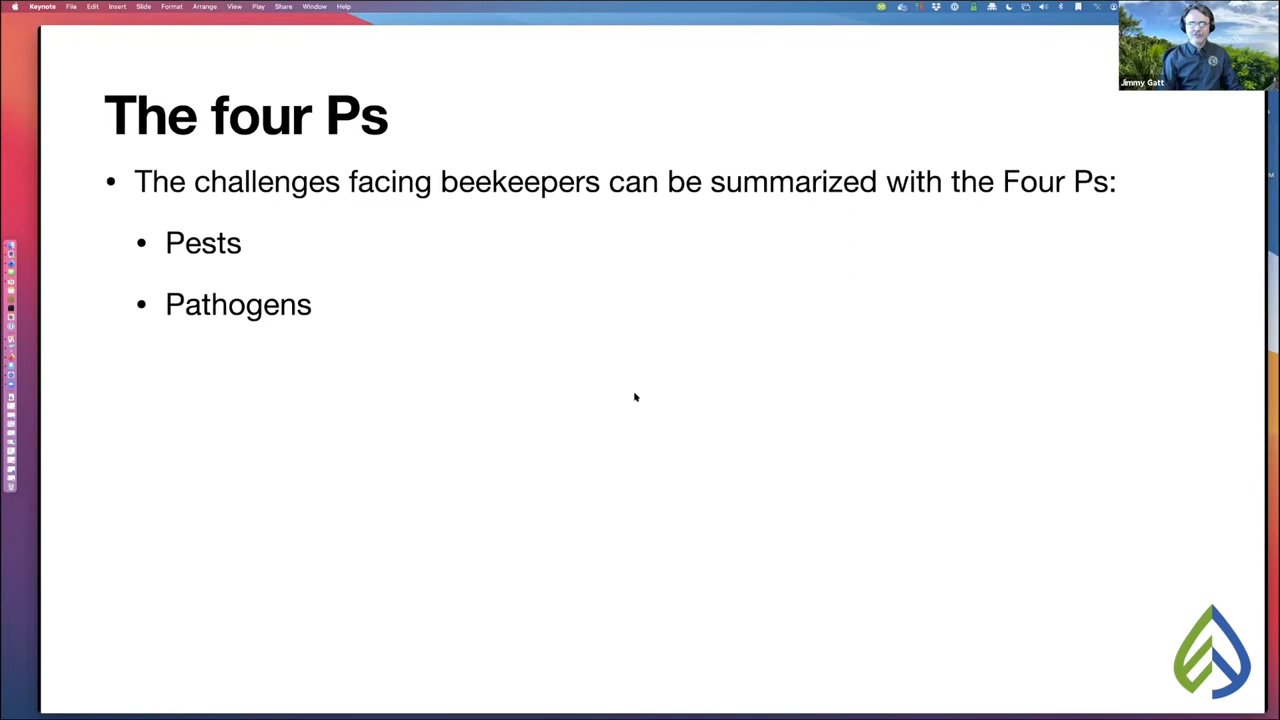 Keynote File Edit Insert Slide Format Arrange View Play Share Window Help
Jimmy Gatt
The four Ps
• The challenges facing beekeepers can be summarized with the Four Ps:
• Pests
• Pathogens